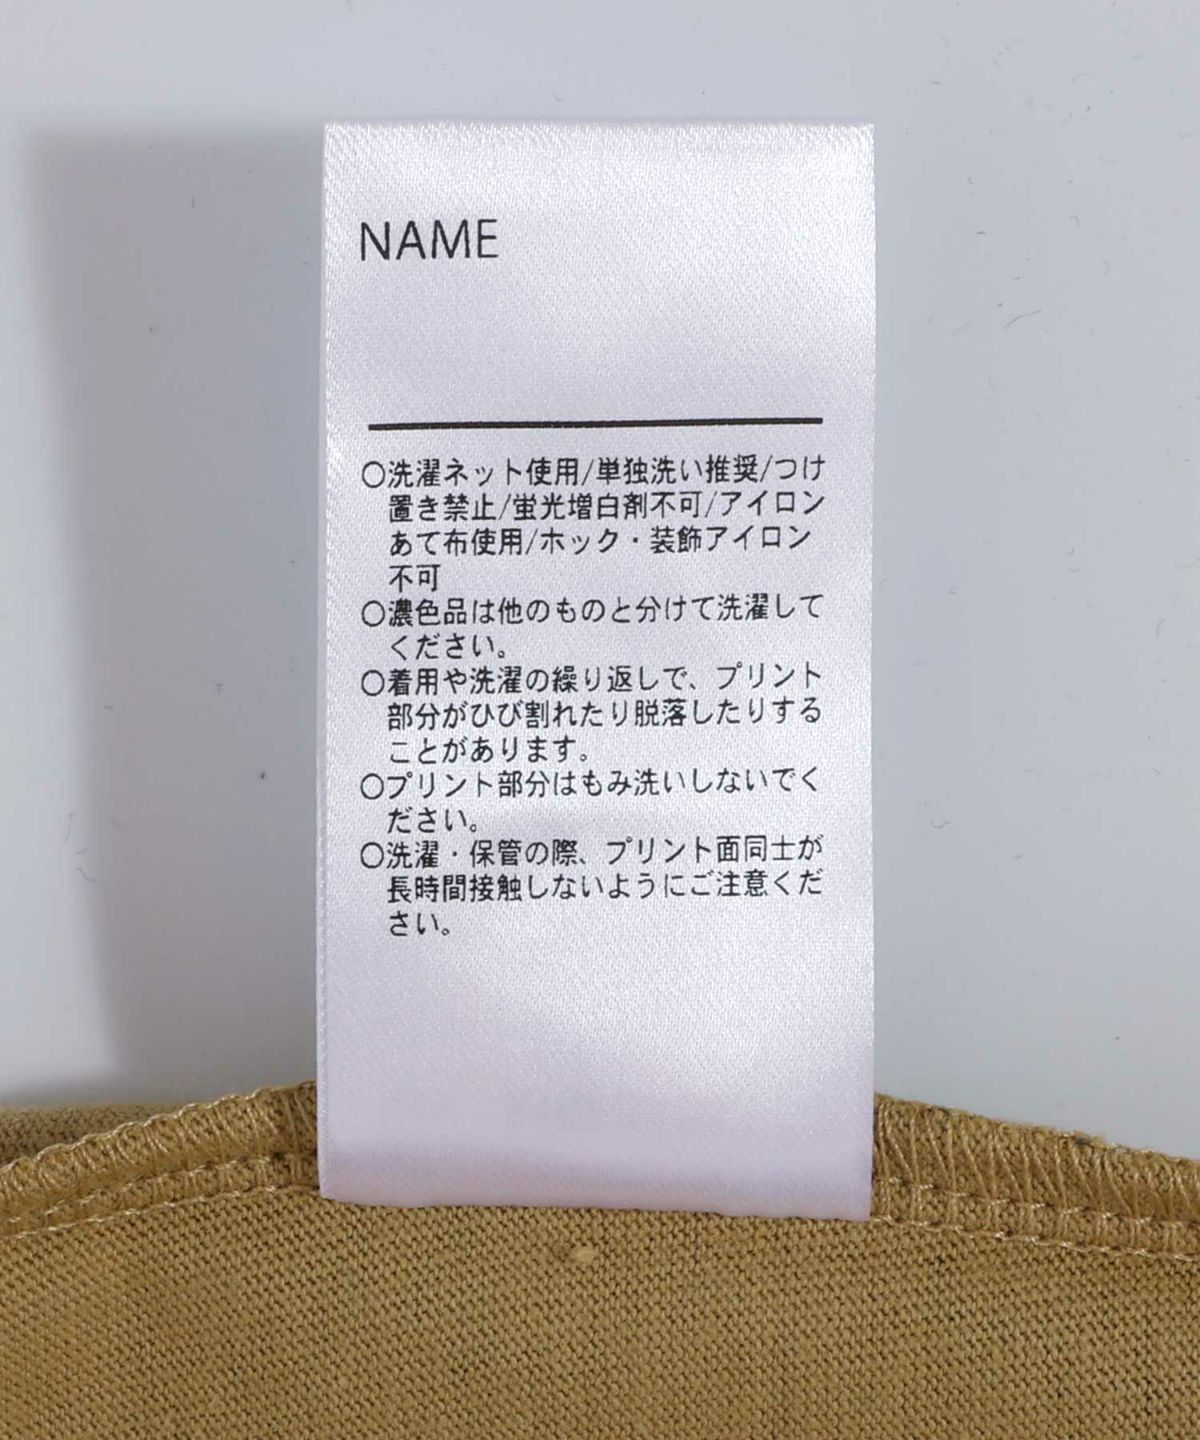 NAME
○洗濯ネット使用/単独洗い推奨/つけ
置き禁止/蛍光増白剤不可/アイロン
あて布使用/ホック・装飾アイロン
不可
○濃色品は他のものと分けて洗濯して
ください。
○着用や洗濯の繰り返しで、プリント
部分がひび割れたり脱落したりする
ことがあります。
○プリント部分はもみ洗いしないでく
ださい。
○洗濯・保管の際、プリント面同士が
長時間接触しないようにご注意くだ
さい。